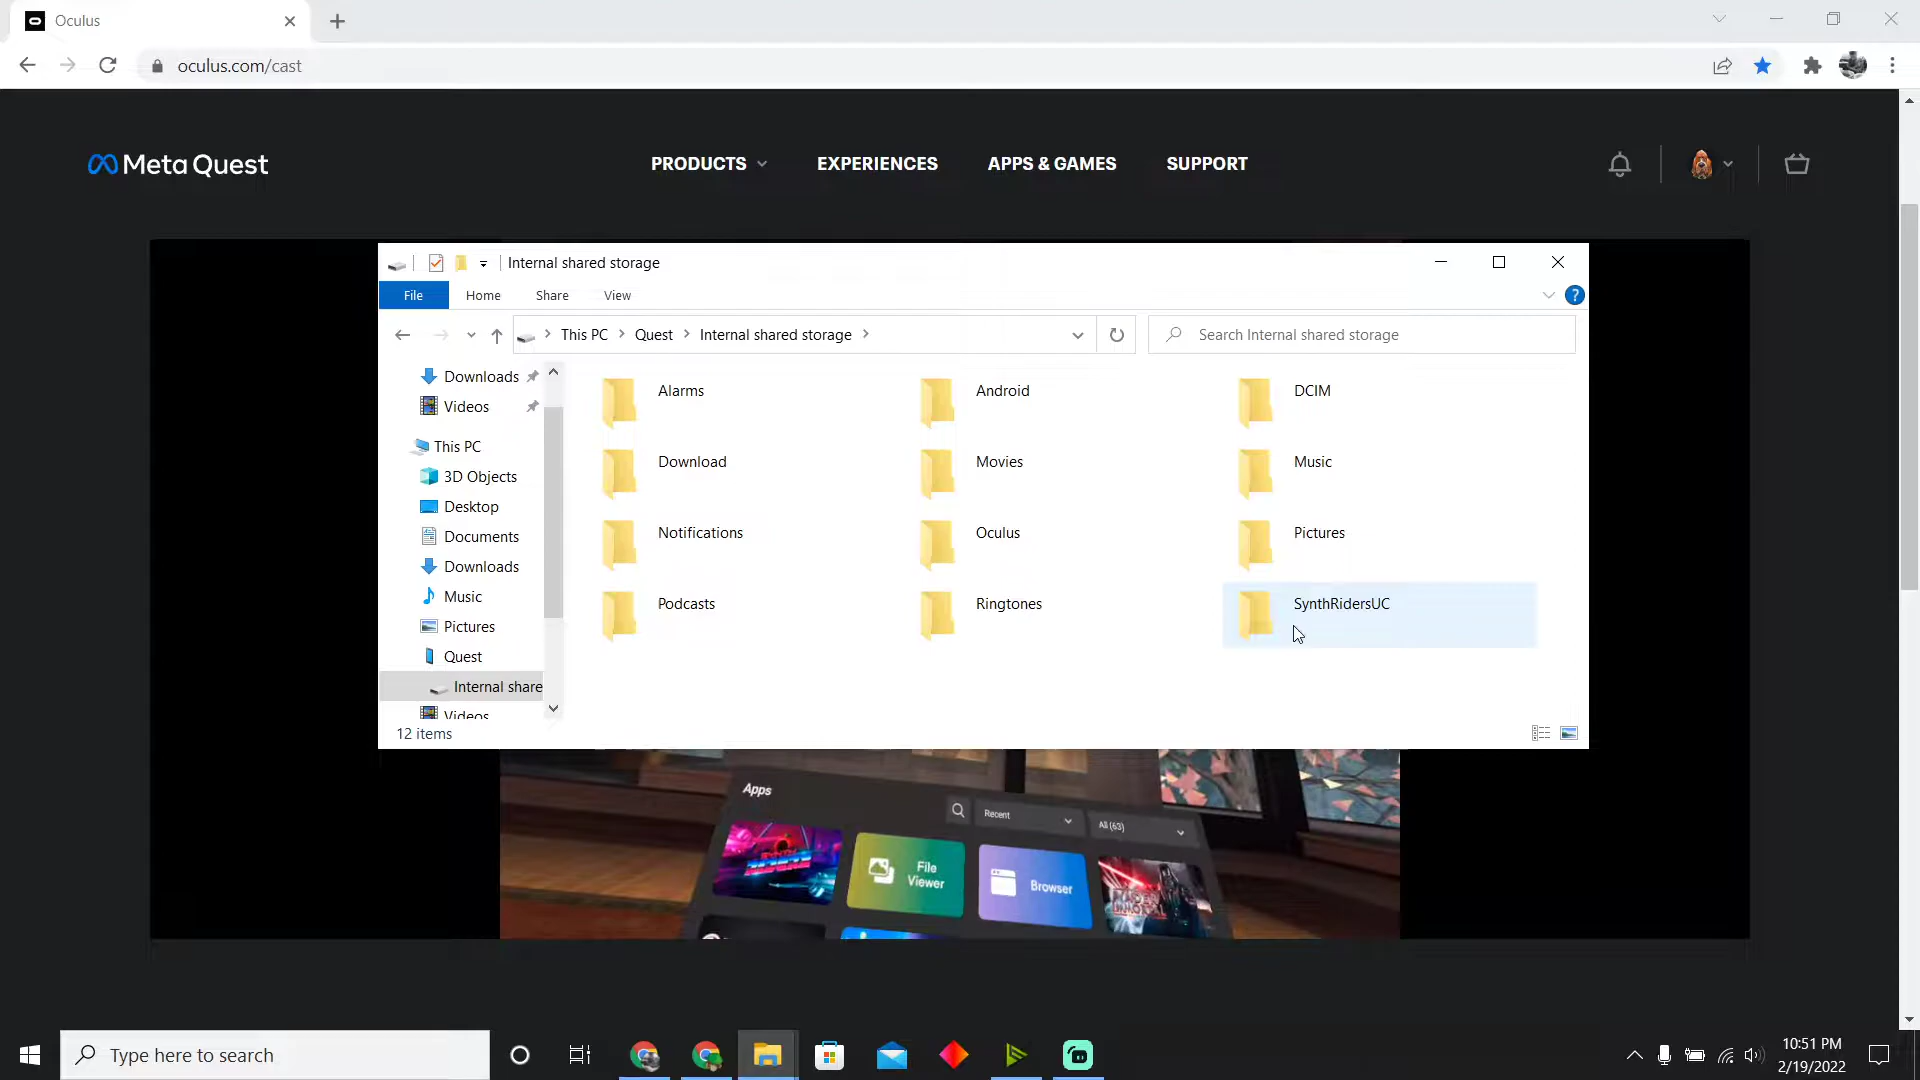 Oculus
oculus.com/cast
Meta Quest
PRODUCTS
EXPERIENCES
APPS & GAMES
SUPPORT
Internal shared storage
File
Home
Share
View
This PC
Quest
Internal shared storage
Search Internal shared storage
Downloads
Videos
This PC
3D Objects
Desktop
Documents
Downloads
Music
Pictures
Quest
Internal share
Videos
Alarms
Android
DCIM
Download
Movies
Music
Notifications
Oculus
Pictures
Podcasts
Ringtones
SynthRidersUC
12 items
Apps
Recent
All (63)
File
Viewer
Browser
Type here to search
10:51 PM
2/19/2022